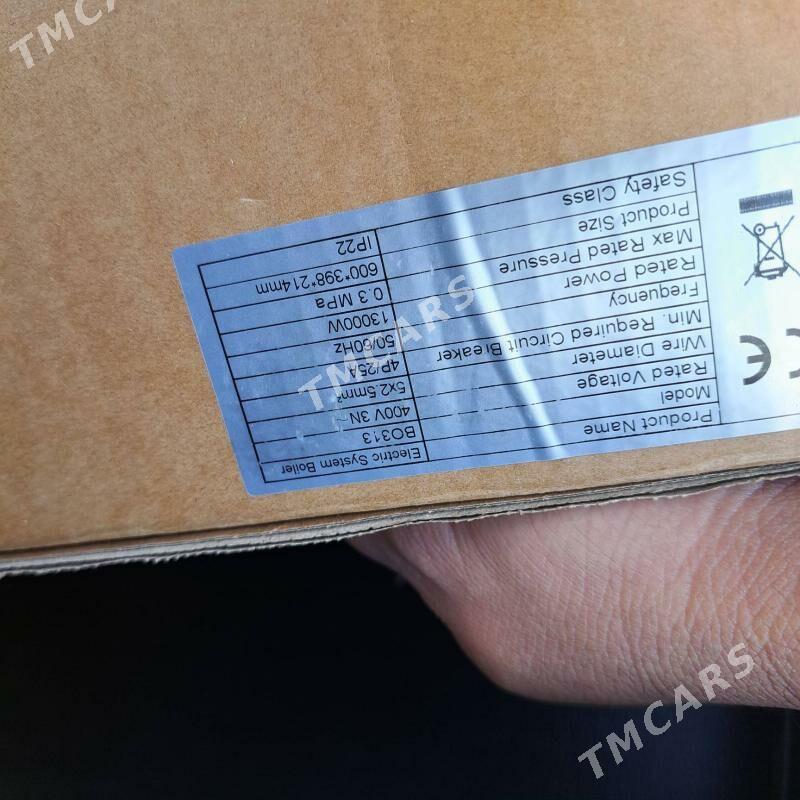 TMCARS
Product Name Electric System Boiler
Model BO313
Rated Voltage 400V 3N~
Wire Diameter 5x2.5mm²
Min. Required Circuit Breaker 4P/25A
Frequency 50/60Hz
Rated Power 13000W
Max Rated Pressure 0.3 MPa
Product Size 600*398*214mm
Safety Class IP22
CE
TMCARS
TMCARS